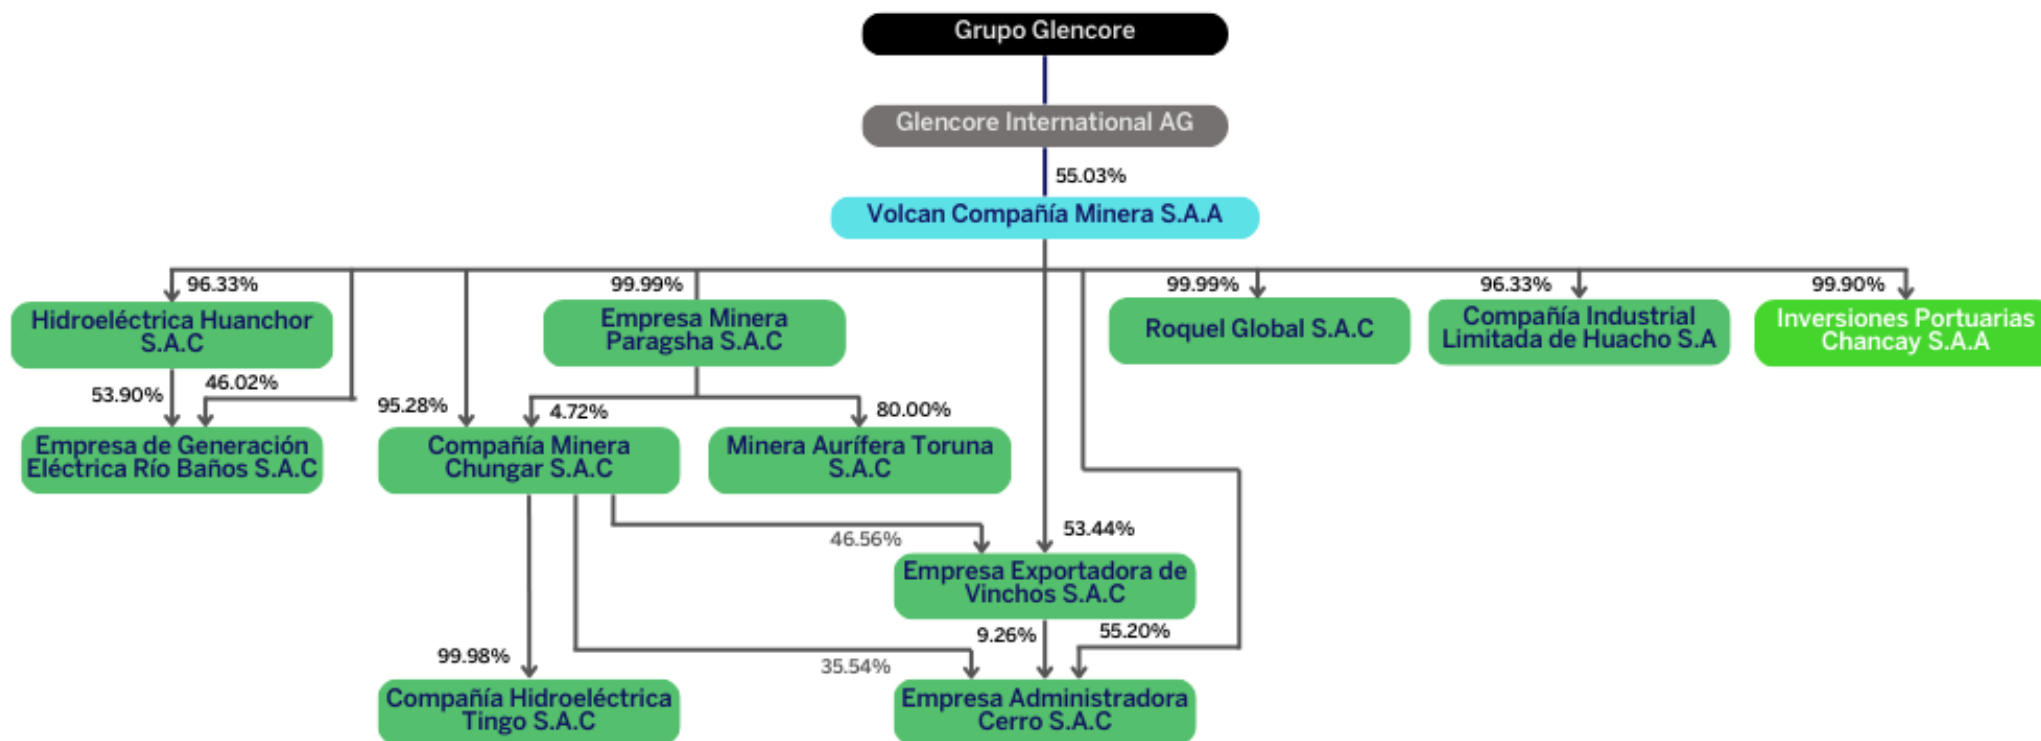 Grupo Glencore
Glencore International AG
55.03%
Volcan Compañía Minera S.A.A
96.33%
99.99%
99.99%
96.33%
99.90%
Hidroeléctrica Huanchor
S.A.C
Empresa Minera
Paragsha S.A.C
Roquel Global S.A.C
Compañía Industrial
Limitada de Huacho S.A
Inversiones Portuarias
Chancay S.A.A
53.90%
46.02%
95.28%
4.72%
80.00%
Empresa de Generación
Eléctrica Río Baños S.A.C
Compañía Minera
Chungar S.A.C
Minera Aurífera Toruna
S.A.C
46.56%
53.44%
Empresa Exportadora de
Vinchos S.A.C
99.98%
35.54%
9.26%
55.20%
Compañía Hidroeléctrica
Tingo S.A.C
Empresa Administradora
Cerro S.A.C